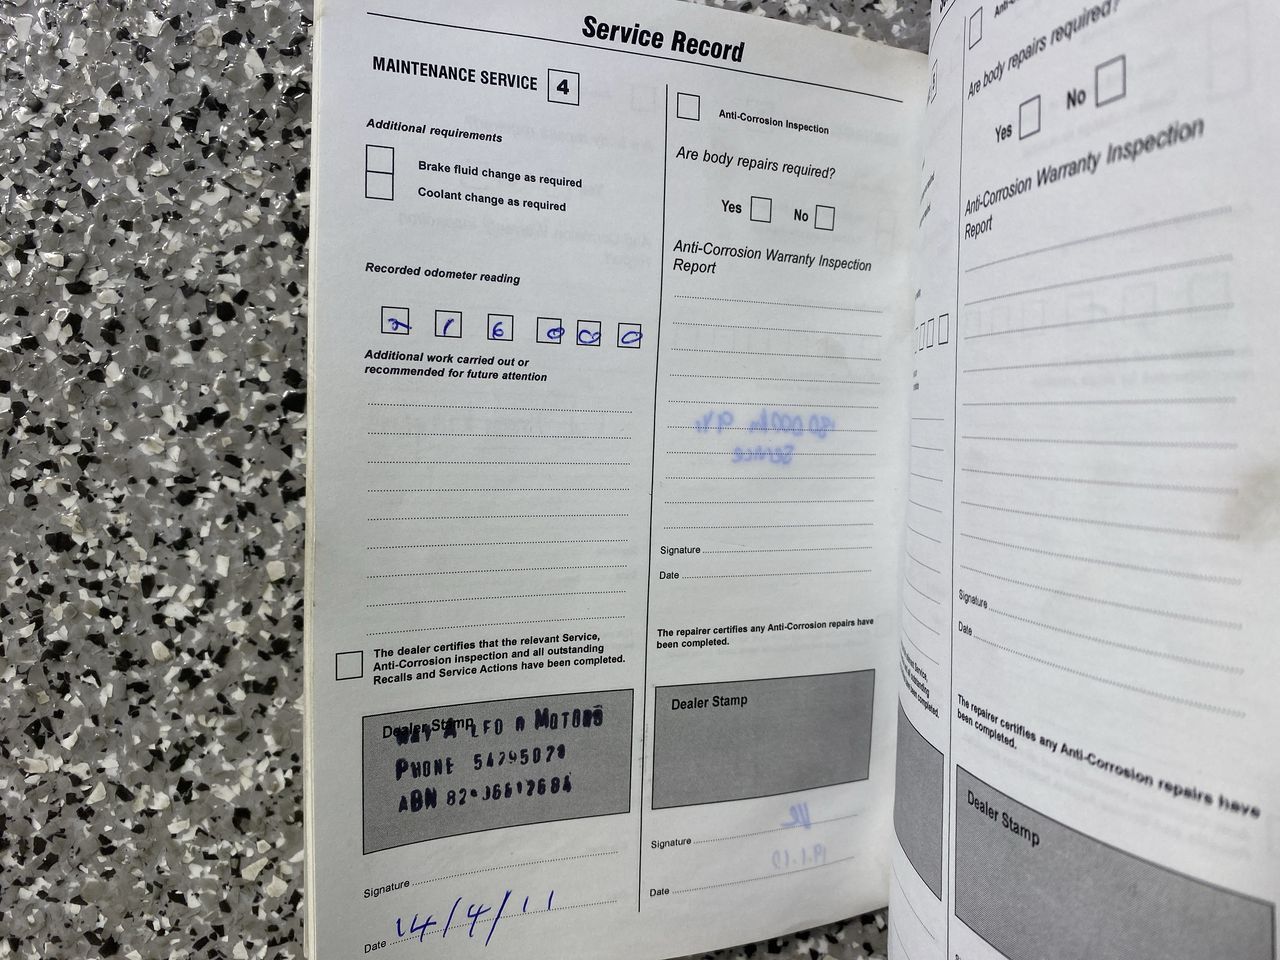 Service Record
MAINTENANCE SERVICE 4
Additional requirements
Brake fluid change as required
Coolant change as required
Recorded odometer reading
2 1 6 0 0 0
Additional work carried out or
recommended for future attention
The dealer certifies that the relevant Service,
Anti-Corrosion inspection and all outstanding
Recalls and Service Actions have been completed.
Dealer Stamp
MOTORS
PHONE 54295028
ABN
Signature
Date 14/4/11
Anti-Corrosion Inspection
Are body repairs required?
Yes No
Anti-Corrosion Warranty Inspection
Report
Signature
Date
The repairer certifies any Anti-Corrosion repairs have
been completed.
Dealer Stamp
Signature
Date
Are body repairs required?
Yes No
Anti-Corrosion Warranty Inspection
Report
Signature
Date
The repairer certifies any Anti-Corrosion repairs have
been completed.
Dealer Stamp